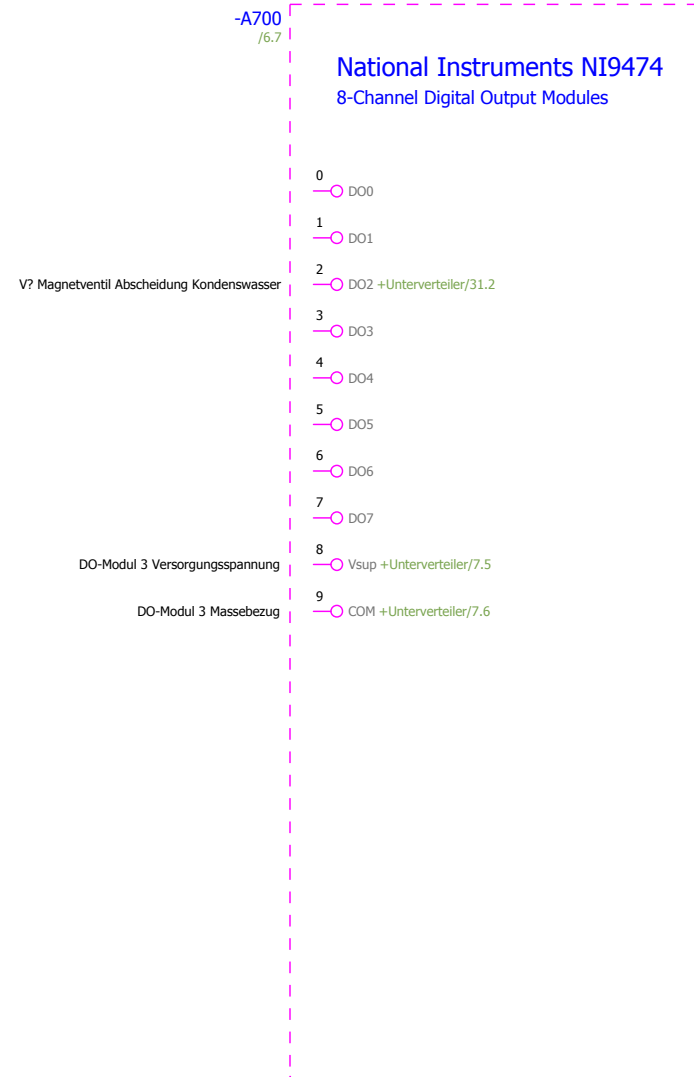 -A700
/6.7
National Instruments NI9474
8-Channel Digital Output Modules
0
DO0
1
DO1
2
V? Magnetventil Abscheidung Kondenswasser DO2 +Unterverteiler/31.2
3
DO3
4
DO4
5
DO5
6
DO6
7
DO7
8
DO-Modul 3 Versorgungsspannung Vsup +Unterverteiler/7.5
9
DO-Modul 3 Massebezug COM +Unterverteiler/7.6